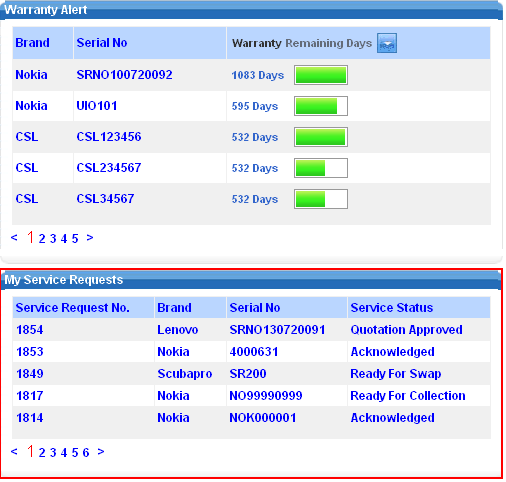 Warranty Alert
Brand Serial No Warranty Remaining Days
Nokia SRNO100720092 1083 Days
Nokia UIO101 595 Days
CSL CSL123456 532 Days
CSL CSL234567 532 Days
CSL CSL34567 532 Days
< 1 2 3 4 5 >
My Service Requests
Service Request No. Brand Serial No Service Status
1854 Lenovo SRNO130720091 Quotation Approved
1853 Nokia 4000631 Acknowledged
1849 Scubapro SR200 Ready For Swap
1817 Nokia NO99990999 Ready For Collection
1814 Nokia NOK000001 Acknowledged
< 1 2 3 4 5 6 >